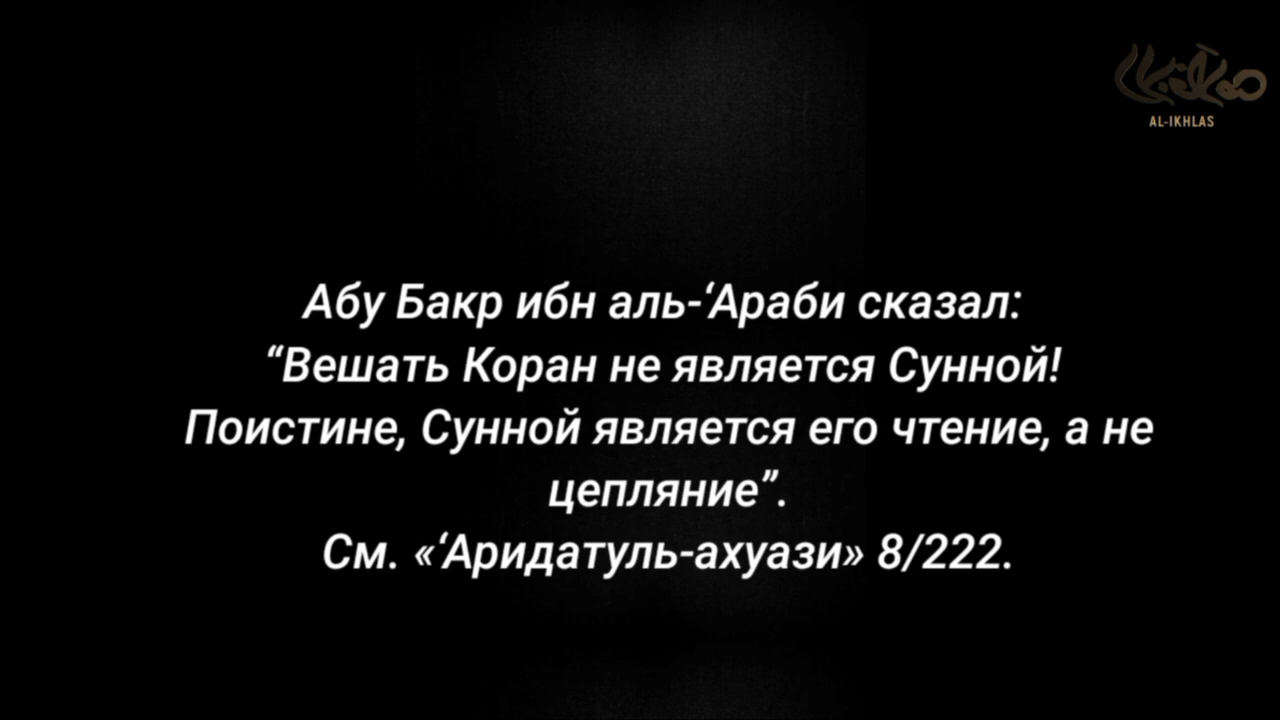 AL-IKHLAS
Абу Бакр ибн аль-‘Араби сказал:
“Вешать Коран не является Сунной!
Поистине, Сунной является его чтение, а не
цепляние”.
См. «‘Аридатуль-ахуази» 8/222.